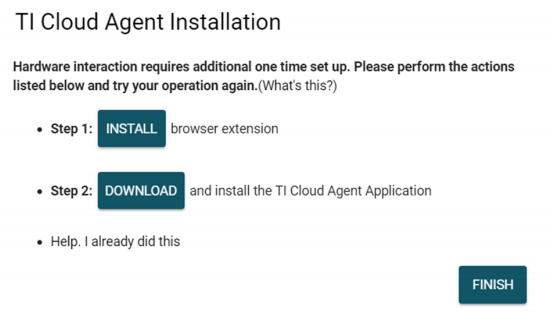 TI Cloud Agent Installation
Hardware interaction requires additional one time set up. Please perform the actions
listed below and try your operation again.(What's this?)
• Step 1: INSTALL browser extension
• Step 2: DOWNLOAD and install the TI Cloud Agent Application
• Help. I already did this
FINISH